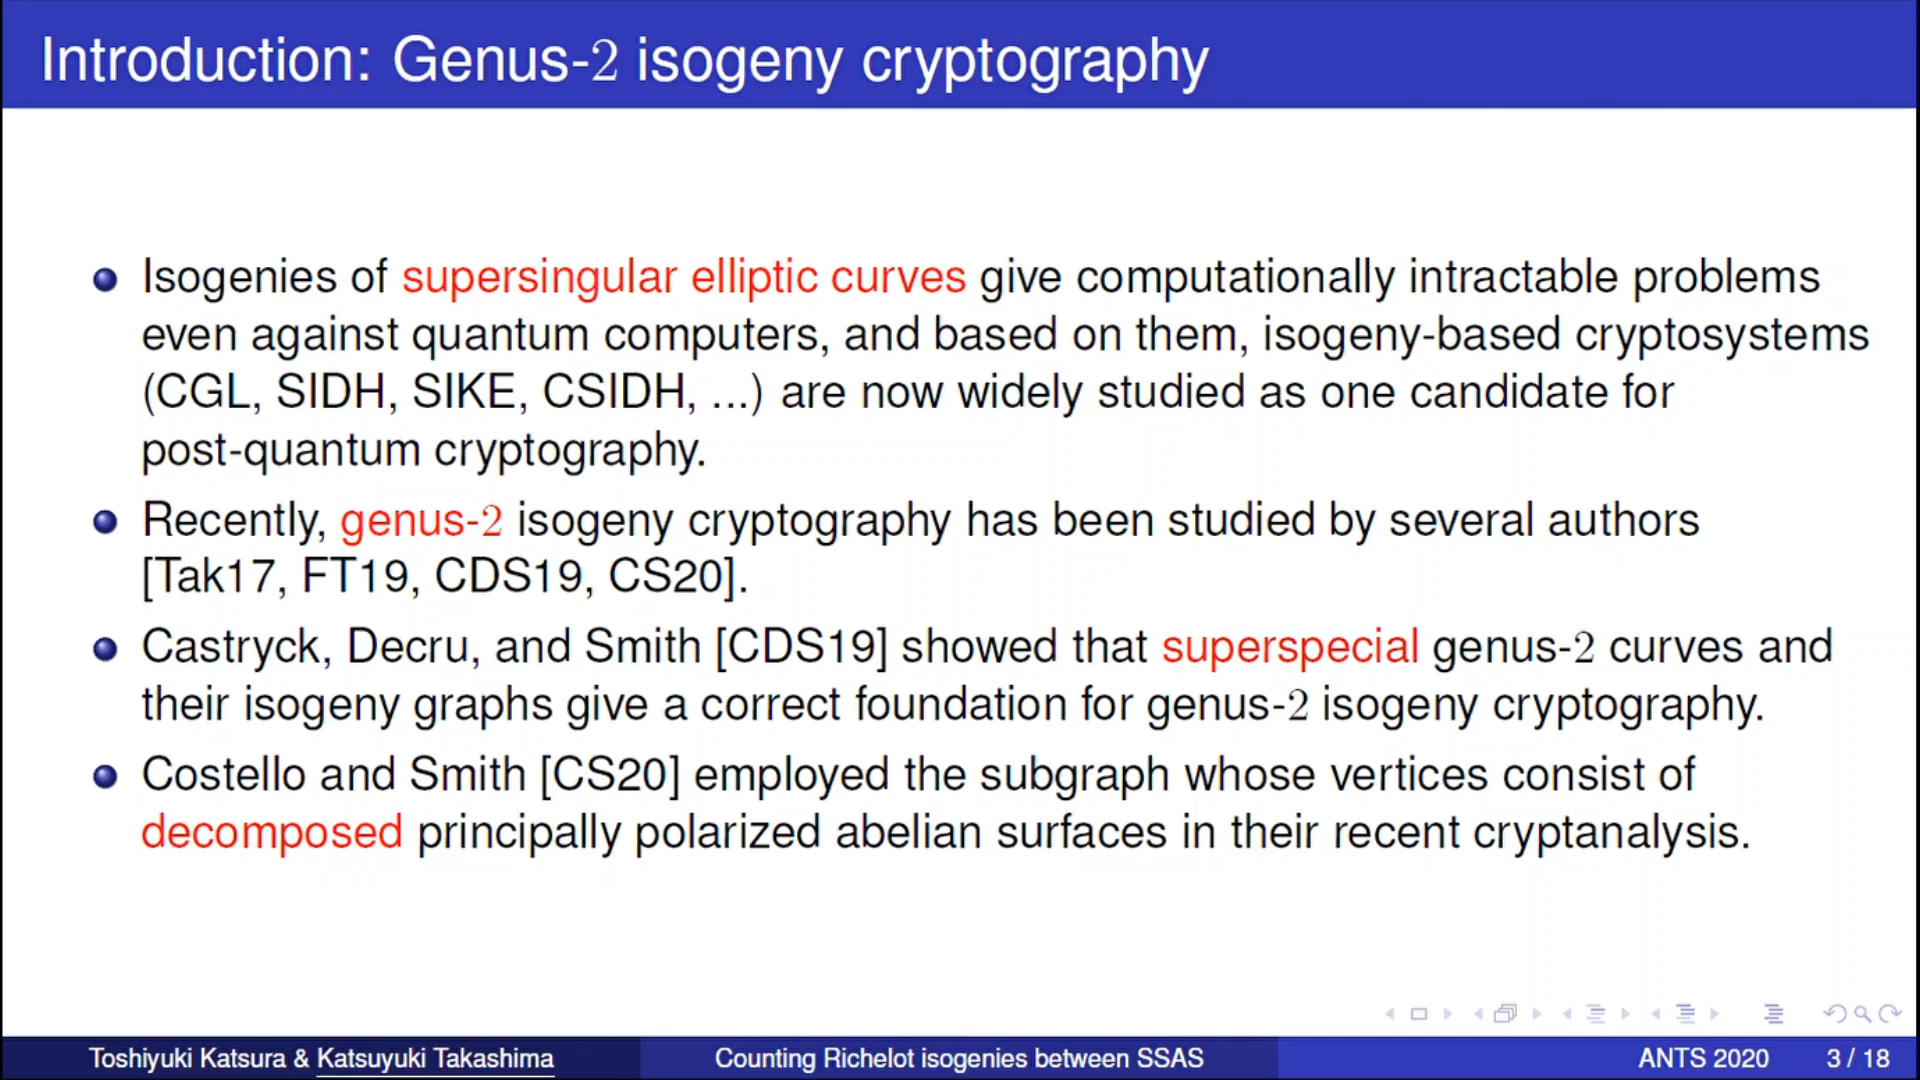 Introduction: Genus-2 isogeny cryptography
Isogenies of supersingular elliptic curves give computationally intractable problems
even against quantum computers, and based on them, isogeny-based cryptosystems
(CGL, SIDH, SIKE, CSIDH, ...) are now widely studied as one candidate for
post-quantum cryptography.
Recently, genus-2 isogeny cryptography has been studied by several authors
[Tak17, FT19, CDS19, CS20].
Castryck, Decru, and Smith [CDS19] showed that superspecial genus-2 curves and
their isogeny graphs give a correct foundation for genus-2 isogeny cryptography.
Costello and Smith [CS20] employed the subgraph whose vertices consist of
decomposed principally polarized abelian surfaces in their recent cryptanalysis.
Toshiyuki Katsura & Katsuyuki Takashima
Counting Richelot isogenies between SSAS
ANTS 2020
3 / 18